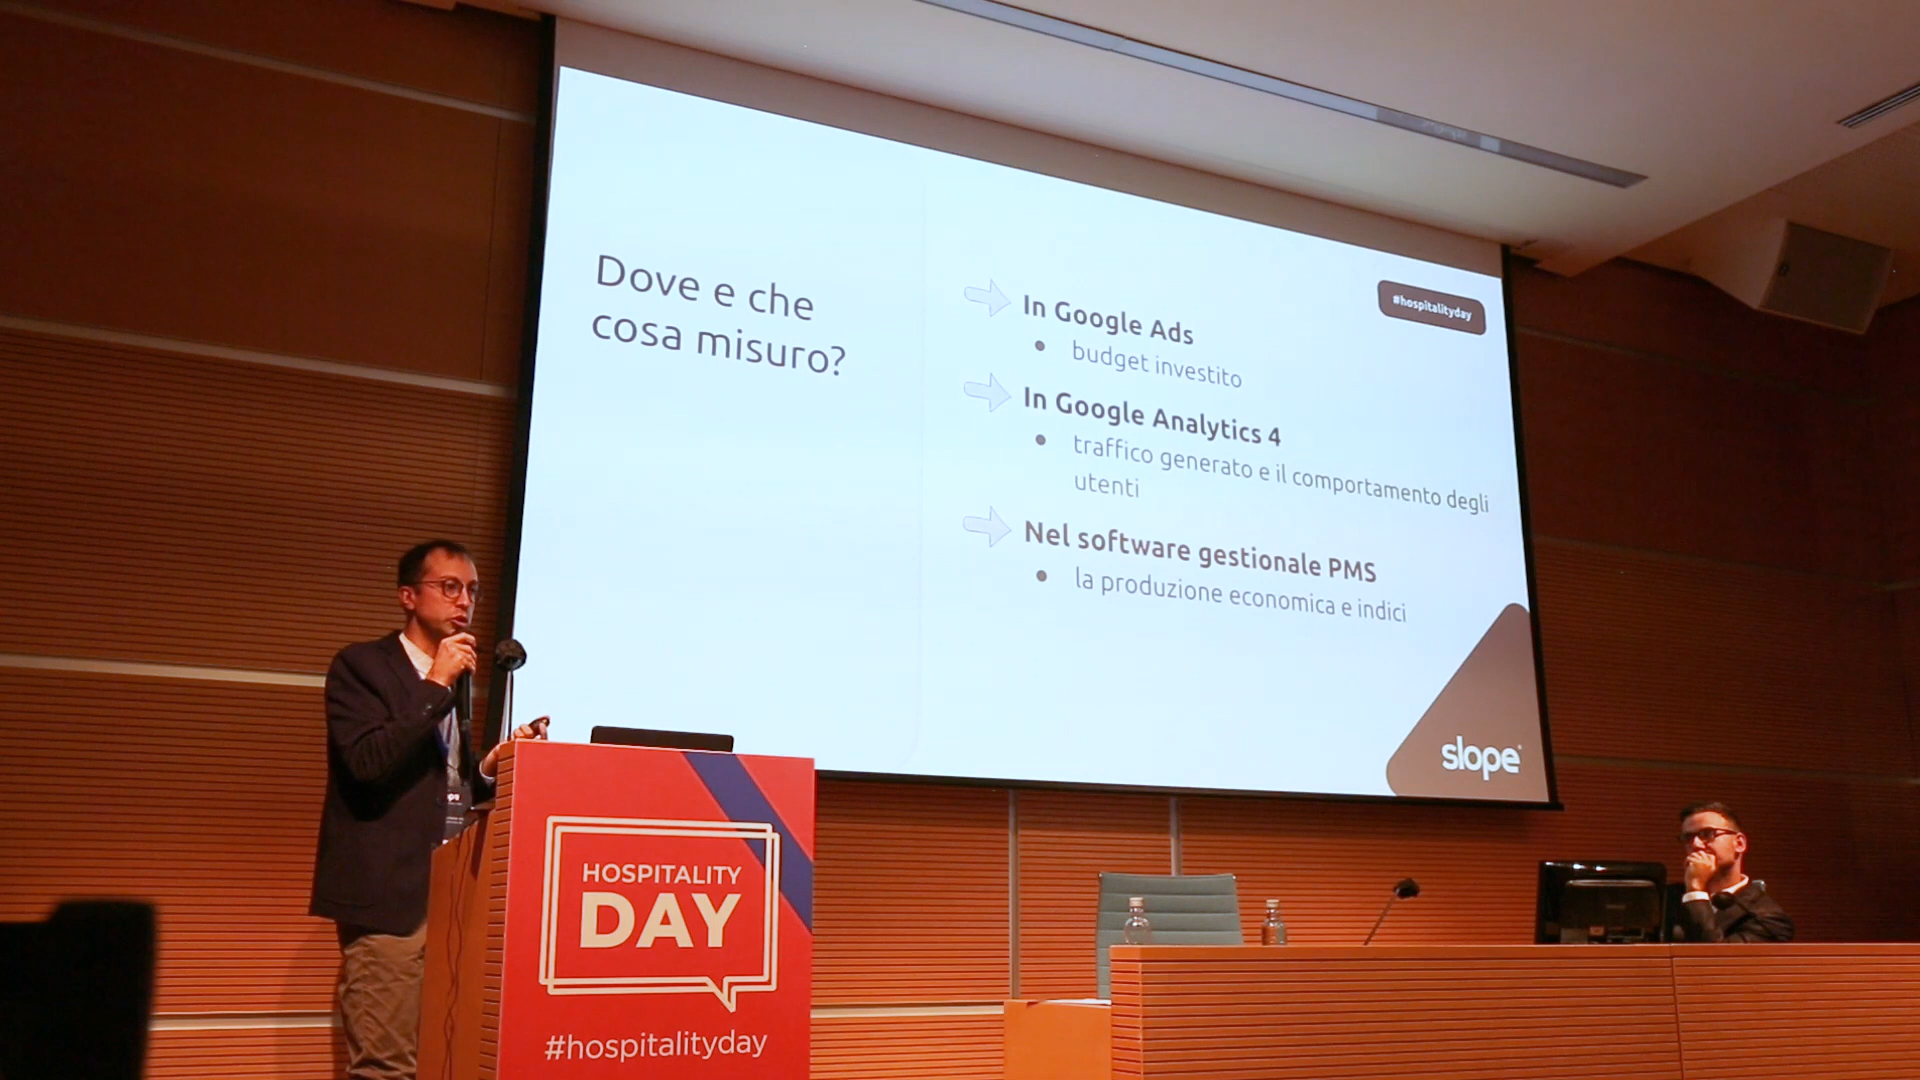 Dove e che
cosa misuro?
In Google Ads
budget investito
In Google Analytics 4
traffico generato e il comportamento degli
utenti
Nel software gestionale PMS
la produzione economica e indici
#hospitalityday
slope
HOSPITALITY
DAY
#hospitalityday